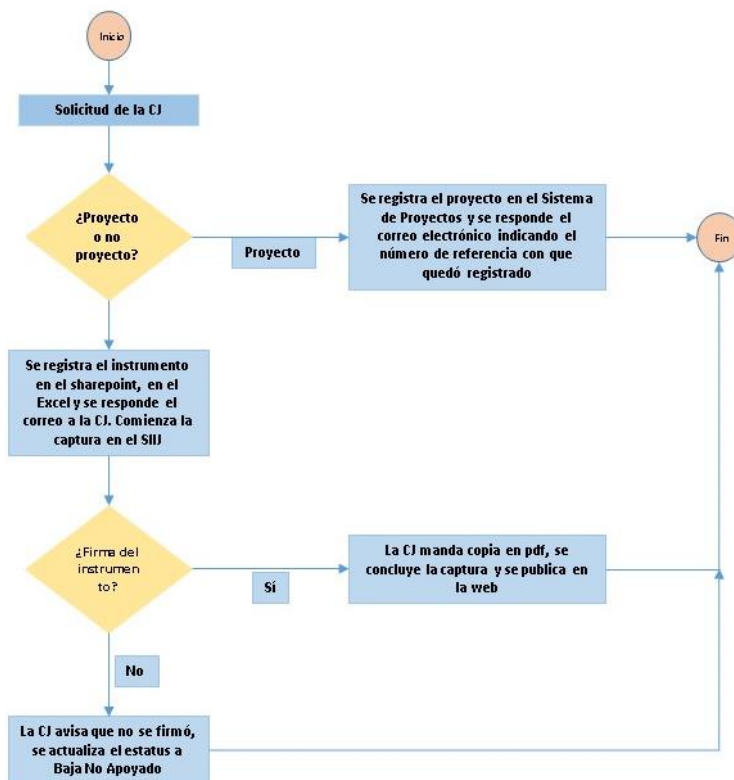 Inicio
Solicitud de la CJ
¿Proyecto
o no
proyecto?
Proyecto
Se registra el proyecto en el Sistema
de Proyectos y se responde el
correo electrónico indicando el
número de referencia con que
quedó registrado
Fin
Se registra el instrumento
en el sharepoint, en el
Excel y se responde el
correo a la CJ. Comienza la
captura en el SIIJ
¿Firma del
instrumen
to?
Sí
La CJ manda copia en pdf, se
concluye la captura y se publica en
la web
No
La CJ avisa que no se firmó,
se actualiza el estatus a
Baja No Apoyado